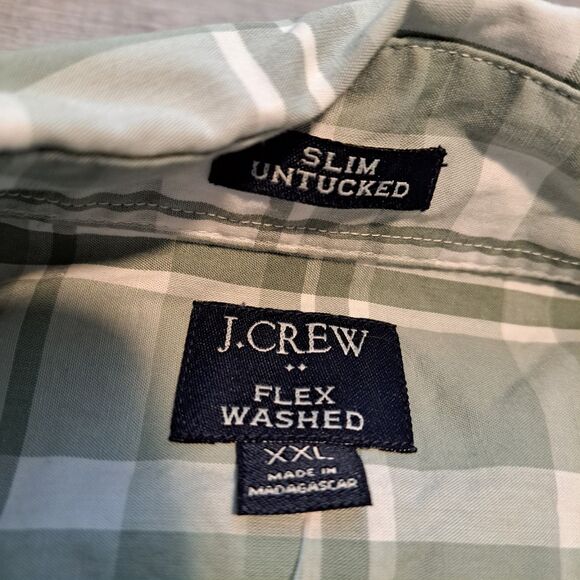 SLIM
UNTUCKED
J.CREW
FLEX
WASHED
XXL
MADE IN
MADAGASCAR